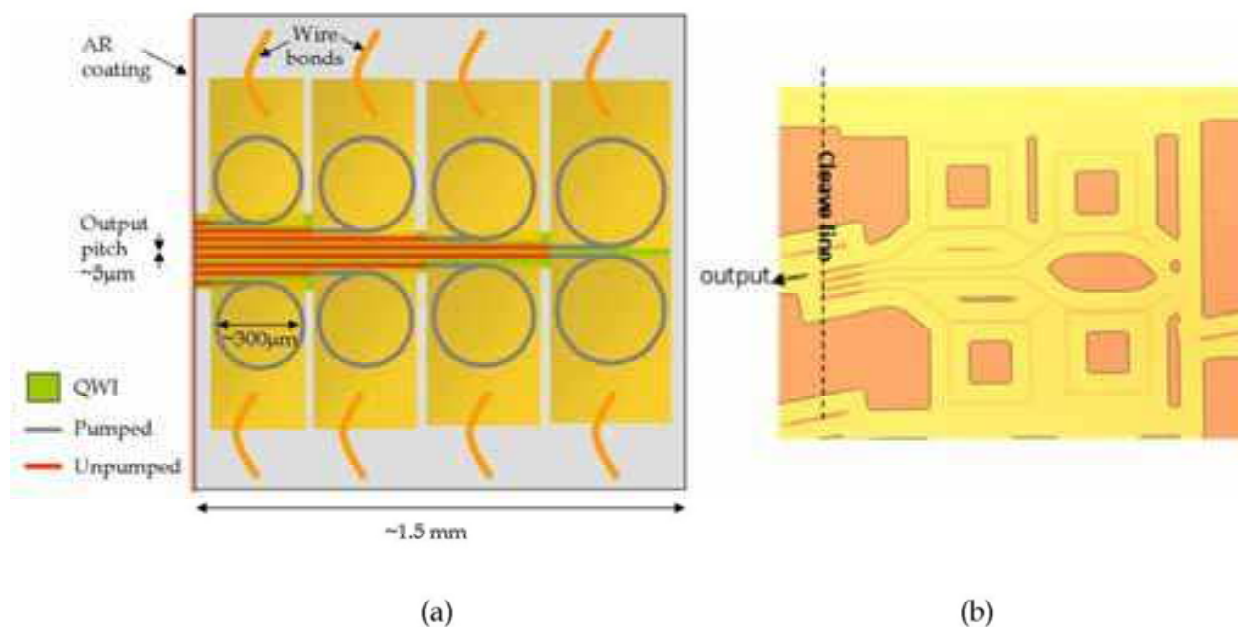 AR
coating
Wire
bonds
Output
pitch
~5μm
~300μm
QWI
Pumped
Unpumped
~1.5 mm
(a)
Cleave line
output
(b)